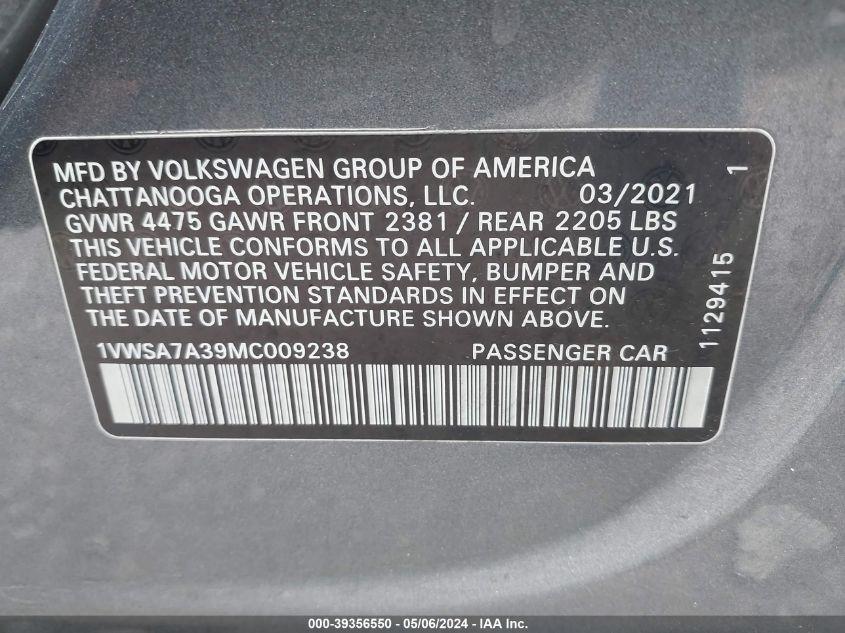 MFD BY VOLKSWAGEN GROUP OF AMERICA
CHATTANOOGA OPERATIONS, LLC. 03/2021
GVWR 4475 GAWR FRONT 2381 / REAR 2205 LBS
THIS VEHICLE CONFORMS TO ALL APPLICABLE U.S.
FEDERAL MOTOR VEHICLE SAFETY, BUMPER AND
THEFT PREVENTION STANDARDS IN EFFECT ON
THE DATE OF MANUFACTURE SHOWN ABOVE.
1VWSA7A39MC009238 PASSENGER CAR
1129415 1
000-39356550 - 05/06/2024 - IAA Inc.